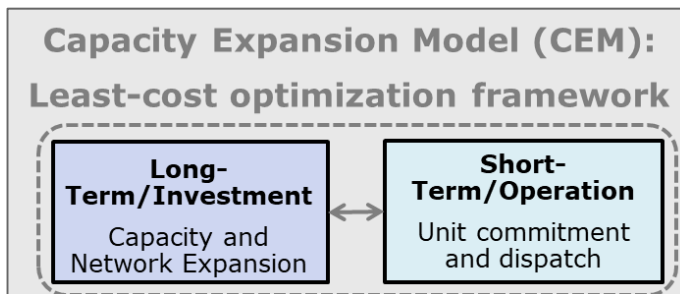 Capacity Expansion Model (CEM):
Least-cost optimization framework
Long-
Term/Investment
Capacity and
Network Expansion
Short-
Term/Operation
Unit commitment
and dispatch